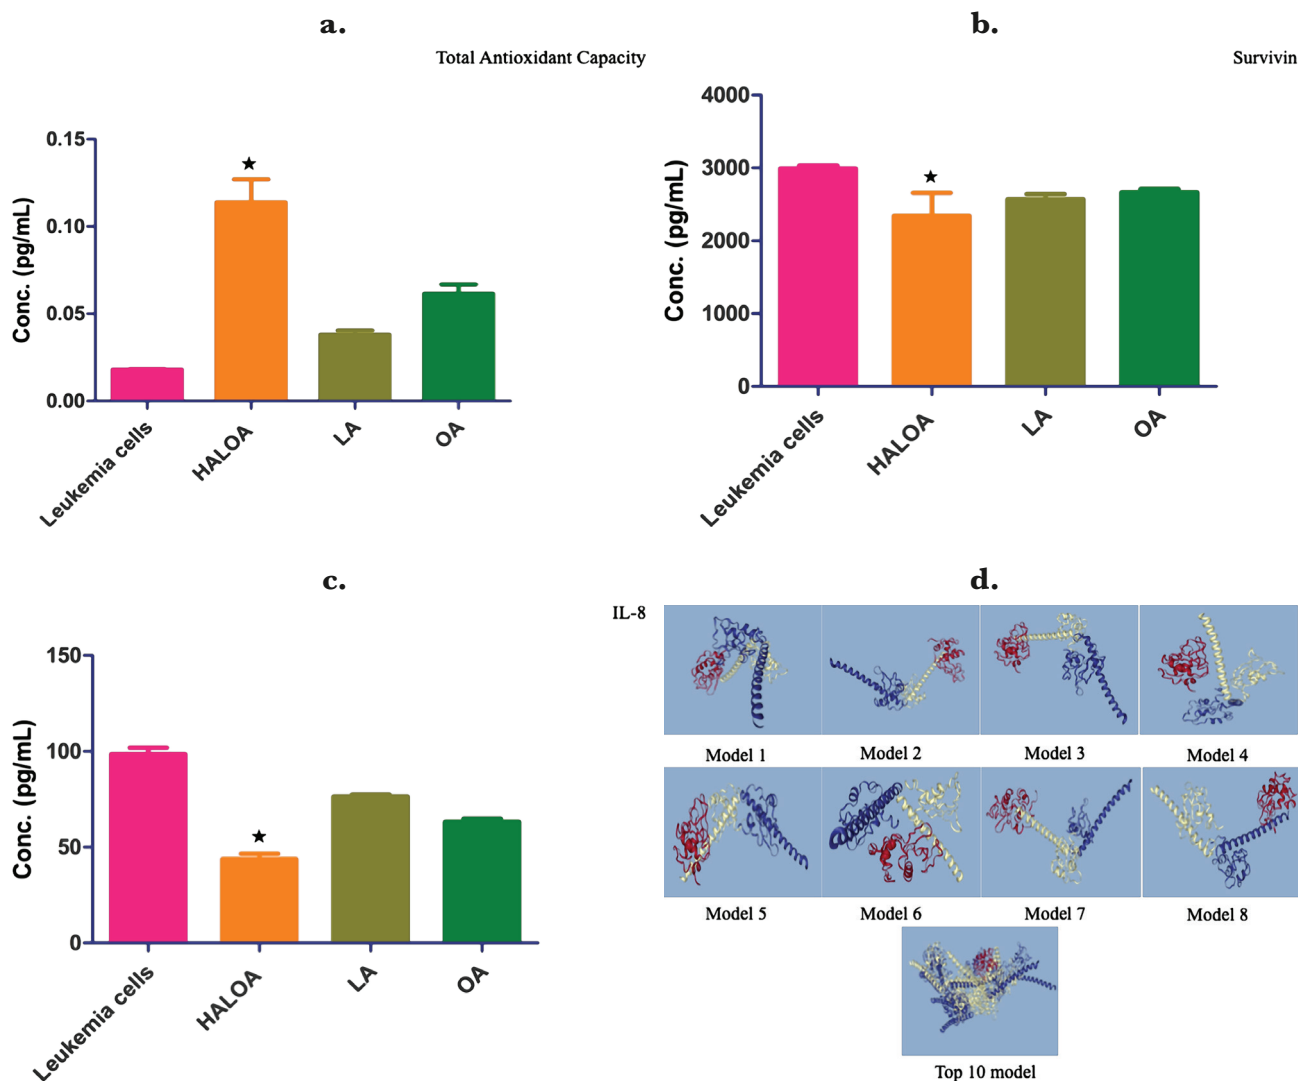 a.
Total Antioxidant Capacity
Conc. (pg/mL)
0.15
0.10
0.05
0.00
★
Leukemia cells
HALOA
LA
OA
b.
Survivin
Conc. (pg/mL)
4000
3000
2000
1000
0
★
Leukemia cells
HALOA
LA
OA
c.
IL-8
Conc. (pg/mL)
150
100
50
0
★
Leukemia cells
HALOA
LA
OA
d.
Model 1
Model 2
Model 3
Model 4
Model 5
Model 6
Model 7
Model 8
Top 10 model